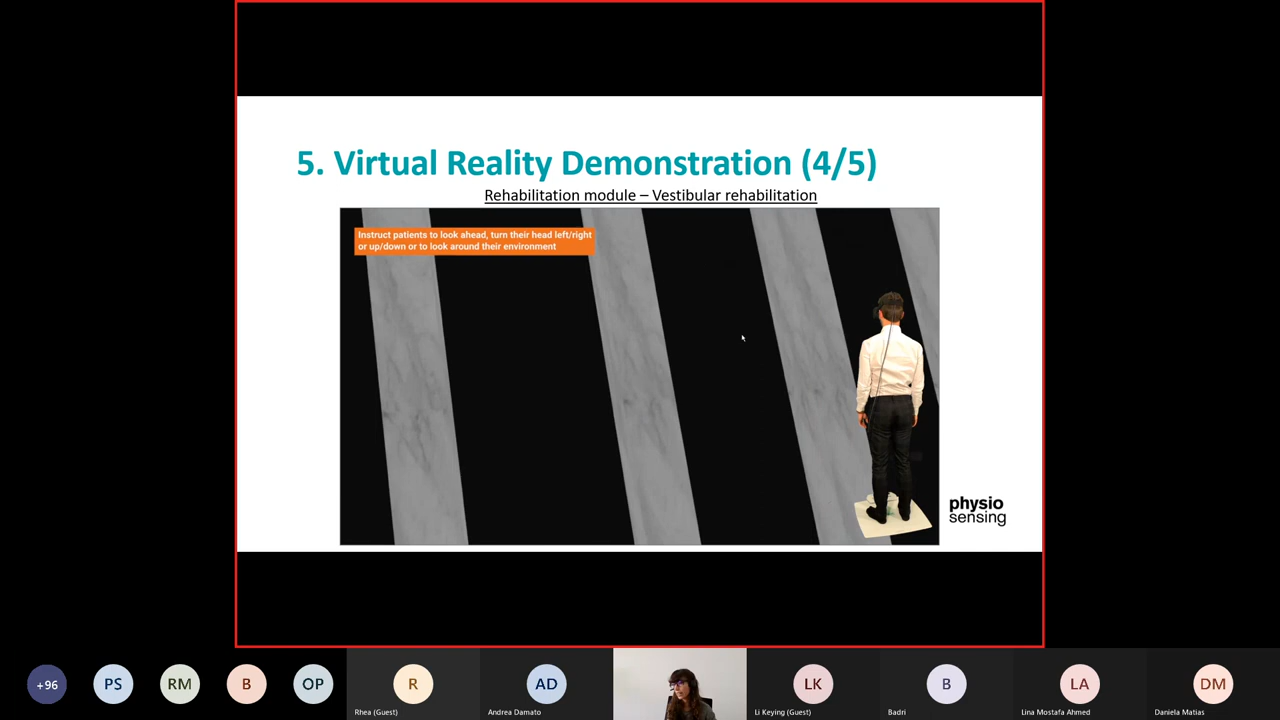 5. Virtual Reality Demonstration (4/5)
Rehabilitation module – Vestibular rehabilitation
Instruct patients to look ahead, turn their head left/right
or up/down or to look around their environment
physio
sensing
+96
PS
RM
B
OP
R
AD
LK
B
LA
DM
Rhea (Guest)
Andrea Damato
Li Keying (Guest)
Badri
Lina Mostafa Ahmed
Daniela Matias